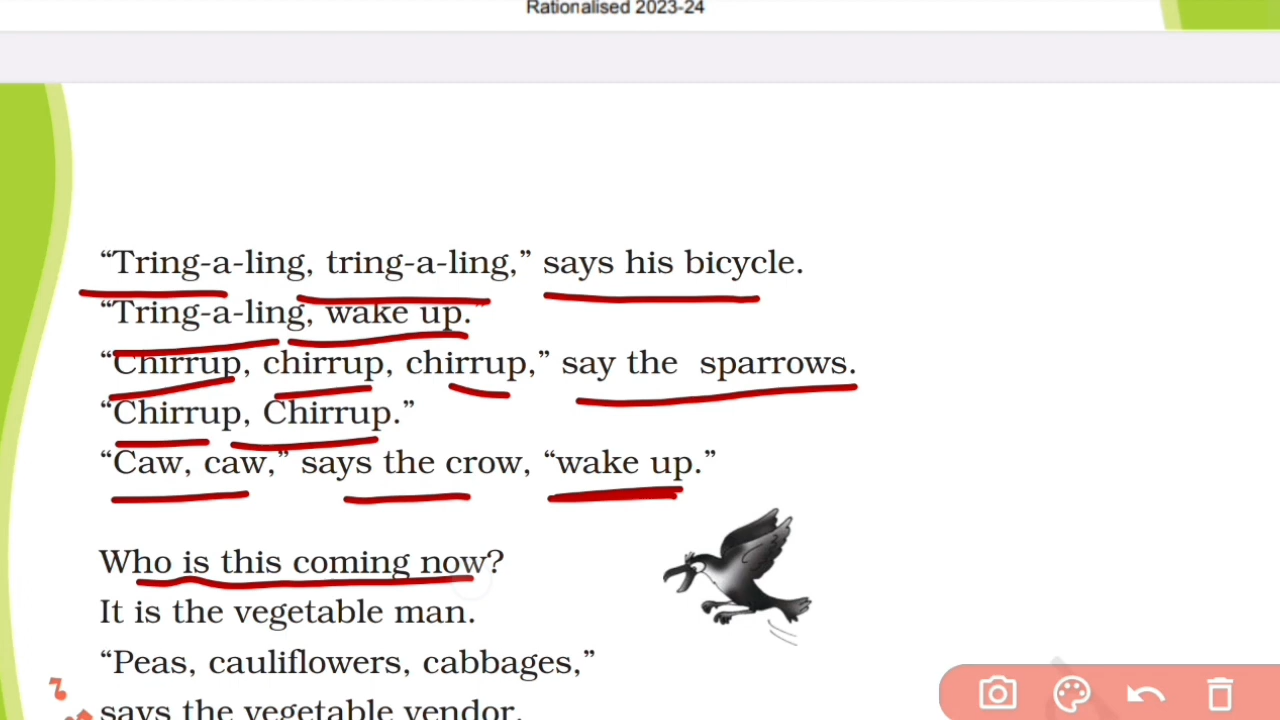 Rationalised 2023-24
“Tring-a-ling, tring-a-ling,” says his bicycle.
“Tring-a-ling, wake up.”
“Chirrup, chirrup, chirrup,” say the sparrows.
“Chirrup, Chirrup.”
“Caw, caw,” says the crow, “wake up.”
Who is this coming now?
It is the vegetable man.
“Peas, cauliflowers, cabbages,”
says the vegetable vendor.